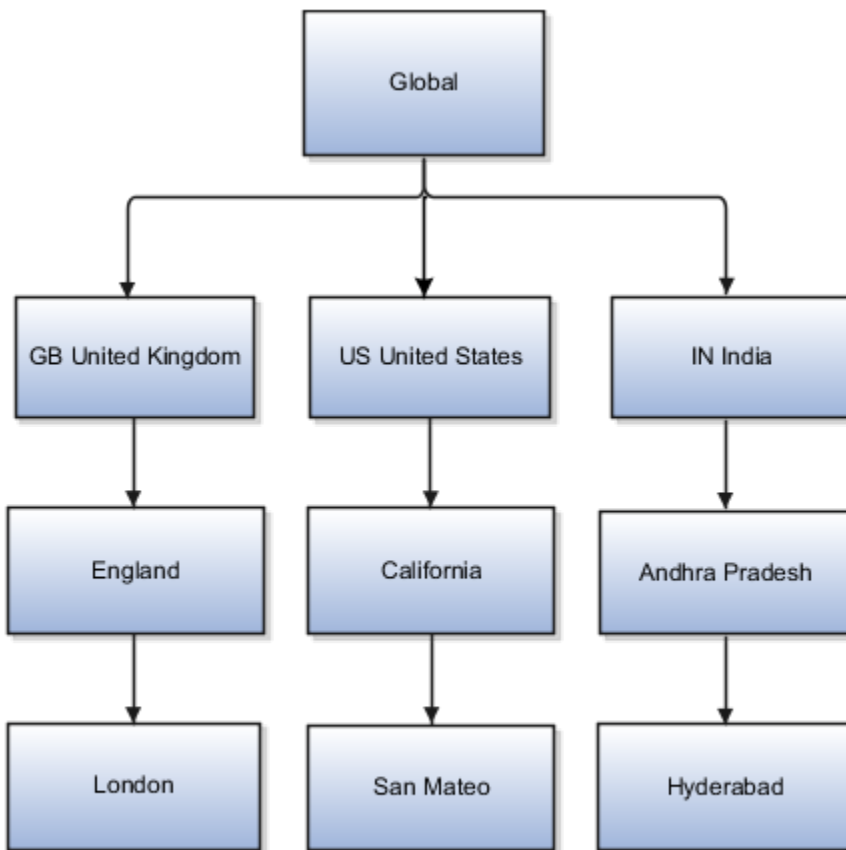 Global
GB United Kingdom
US United States
IN India
England
California
Andhra Pradesh
London
San Mateo
Hyderabad